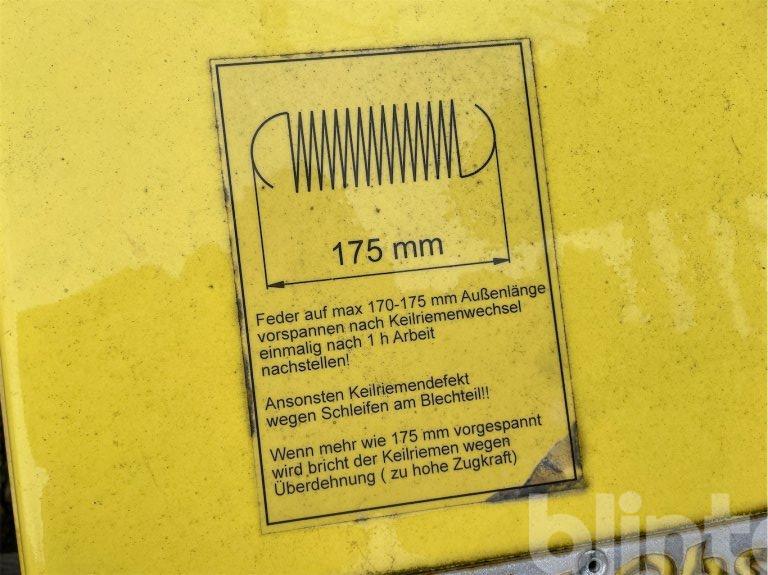 175 mm
Feder auf max 170-175 mm Außenlänge
vorspannen nach Keilriemenwechsel
einmalig nach 1 h Arbeit
nachstellen!
Ansonsten Keilriemendefekt
wegen Schleifen am Blechteil!!
Wenn mehr wie 175 mm vorgespannt
wird bricht der Keilriemen wegen
Überdehnung ( zu hohe Zugkraft)